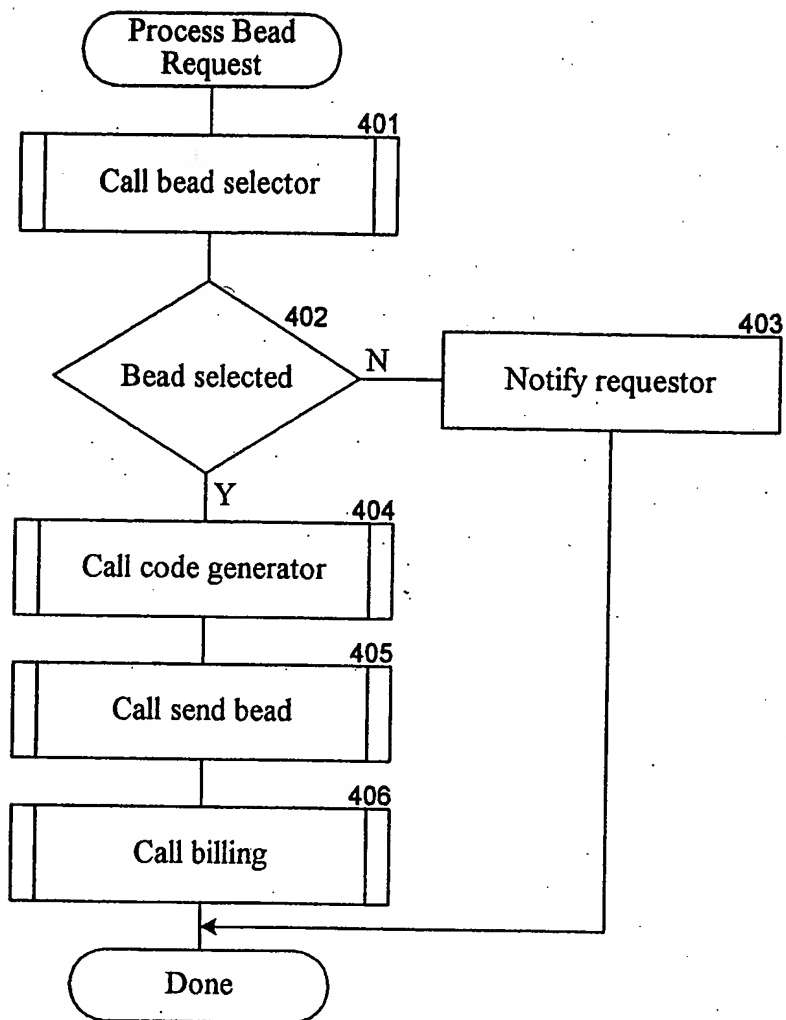 Process Bead
Request
401
Call bead selector
402
Bead selected
N
403
Notify requestor
Y
404
Call code generator
405
Call send bead
406
Call billing
Done